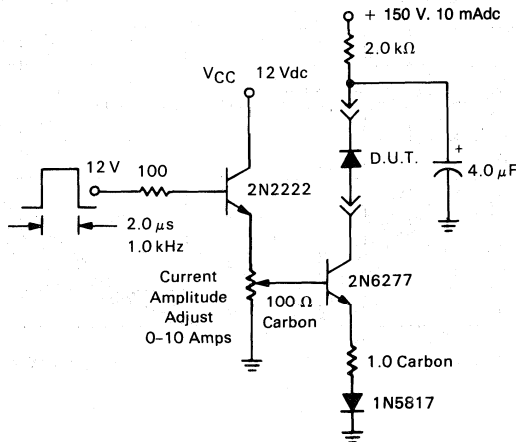 + 150 V. 10 mAdc
2.0 kΩ
VCC 12 Vdc
D.U.T.
+
4.0 μF
12 V
100
2N2222
2.0 μs
1.0 kHz
Current
Amplitude
Adjust
0–10 Amps
100 Ω
Carbon
2N6277
1.0 Carbon
1N5817